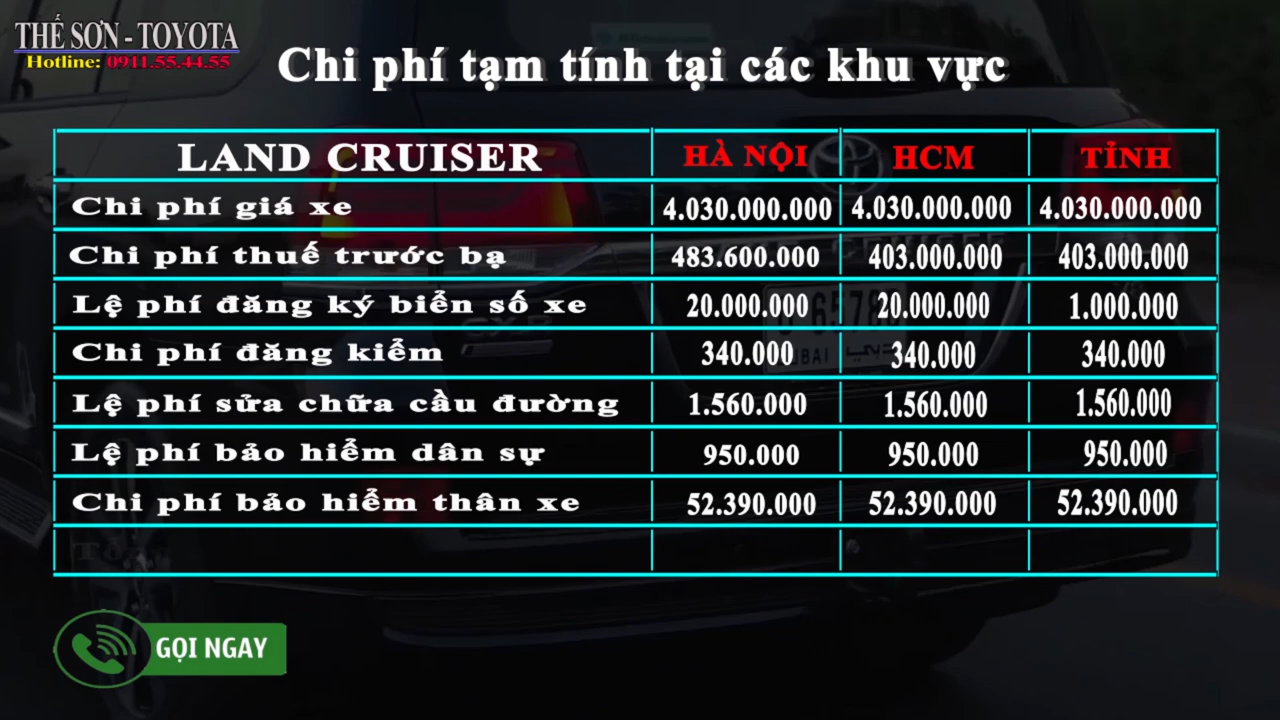 THẾ SƠN - TOYOTA
Hotline: 0911.55.44.55
Chi phí tạm tính tại các khu vực
LAND CRUISER HÀ NỘI HCM TỈNH
Chi phí giá xe 4.030.000.000 4.030.000.000 4.030.000.000
Chi phí thuế trước bạ 483.600.000 403.000.000 403.000.000
Lệ phí đăng ký biển số xe 20.000.000 20.000.000 1.000.000
Chi phí đăng kiểm 340.000 340.000 340.000
Lệ phí sửa chữa cầu đường 1.560.000 1.560.000 1.560.000
Lệ phí bảo hiểm dân sự 950.000 950.000 950.000
Chi phí bảo hiểm thân xe 52.390.000 52.390.000 52.390.000
GỌI NGAY